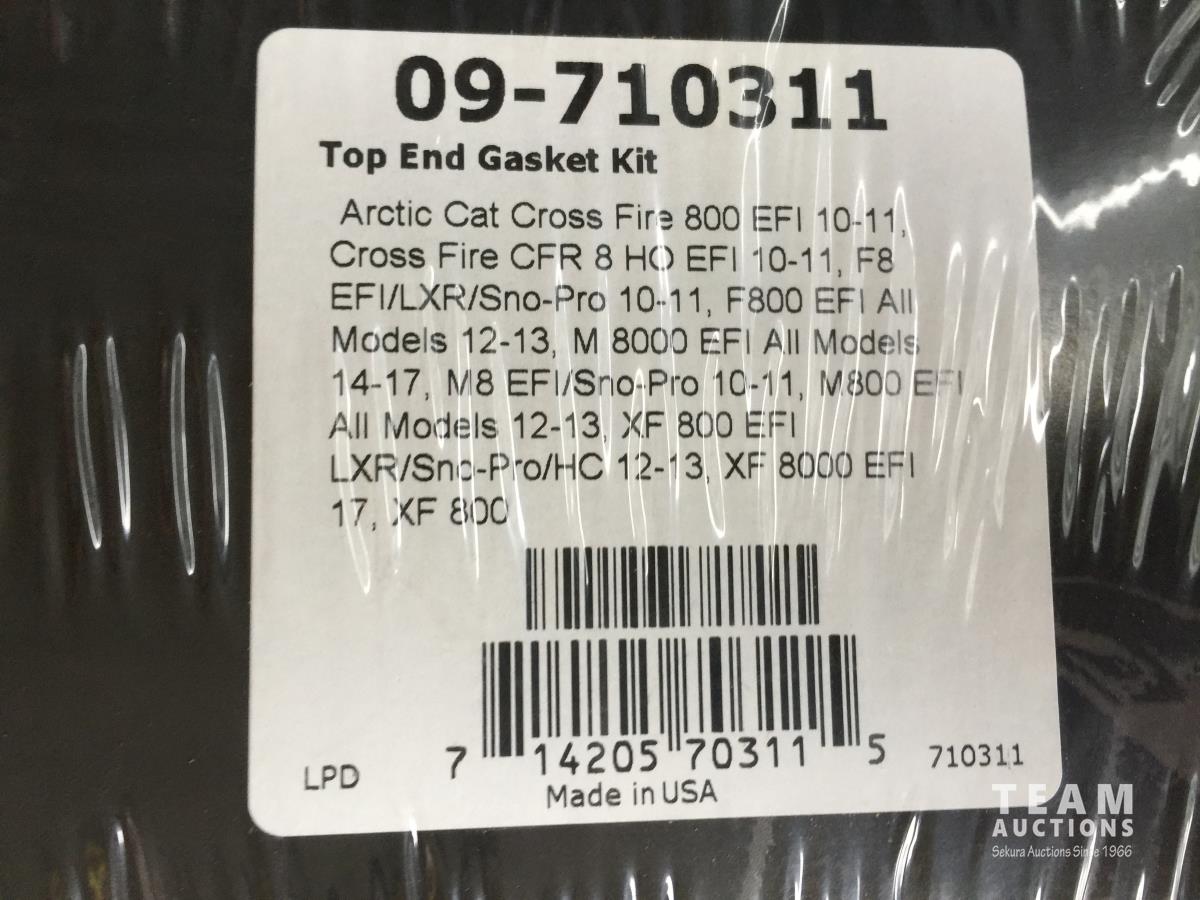 09-710311
Top End Gasket Kit
Arctic Cat Cross Fire 800 EFI 10-11,
Cross Fire CFR 8 HO EFI 10-11, F8
EFI/LXR/Sno-Pro 10-11, F800 EFI All
Models 12-13, M 8000 EFI All Models
14-17, M8 EFI/Sno-Pro 10-11, M800 EFI
All Models 12-13, XF 800 EFI
LXR/Sno-Pro/HC 12-13, XF 8000 EFI
17, XF 800
7 14205 70311 5
710311
LPD
Made in USA
TEAM
AUCTIONS
Sekura Auctions Since 1966